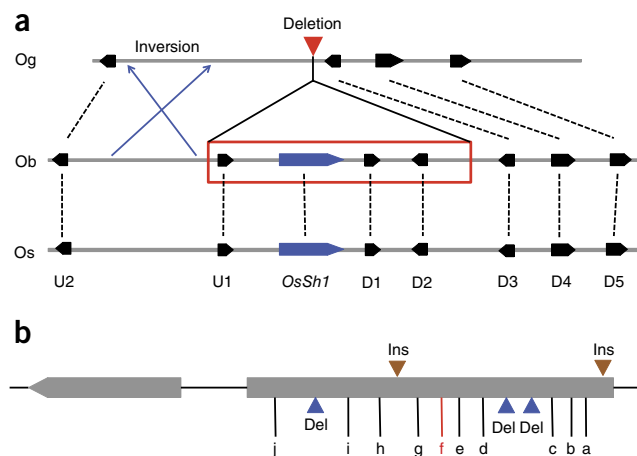 a
Deletion
Inversion
Og
Ob
Os
U2 U1 OsSh1 D1 D2 D3 D4 D5
b
Ins Ins
Del Del Del
j i h g f e d c b a